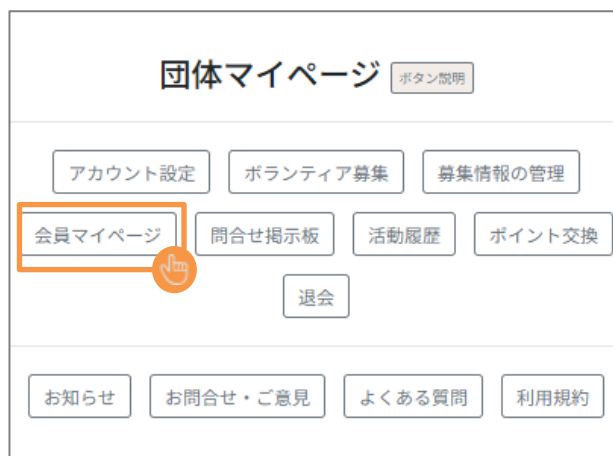 団体マイページ ボタン説明
アカウント設定 ボランティア募集 募集情報の管理
会員マイページ 問合せ掲示板 活動履歴 ポイント交換
退会
お知らせ お問合せ・ご意見 よくある質問 利用規約